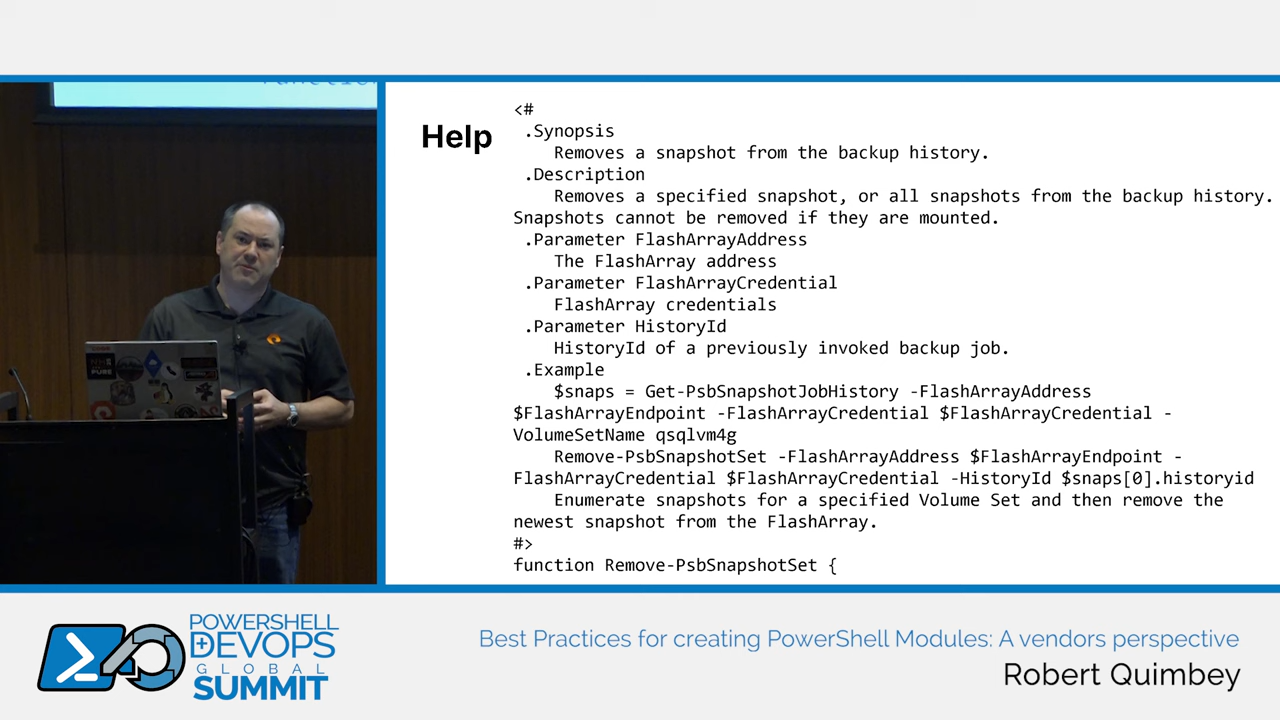 Help
<#
.Synopsis
Removes a snapshot from the backup history.
.Description
Removes a specified snapshot, or all snapshots from the backup history.
Snapshots cannot be removed if they are mounted.
.Parameter FlashArrayAddress
The FlashArray address
.Parameter FlashArrayCredential
FlashArray credentials
.Parameter HistoryId
HistoryId of a previously invoked backup job.
.Example
$snaps = Get-PsbSnapshotJobHistory -FlashArrayAddress
$FlashArrayEndpoint -FlashArrayCredential $FlashArrayCredential -
VolumeSetName qsqlvm4g
Remove-PsbSnapshotSet -FlashArrayAddress $FlashArrayEndpoint -
FlashArrayCredential $FlashArrayCredential -HistoryId $snaps[0].historyid
Enumerate snapshots for a specified Volume Set and then remove the
newest snapshot from the FlashArray.
#>
function Remove-PsbSnapshotSet {
POWERSHELL
DEVOPS
GLOBAL
SUMMIT
Best Practices for creating PowerShell Modules: A vendors perspective
Robert Quimbey